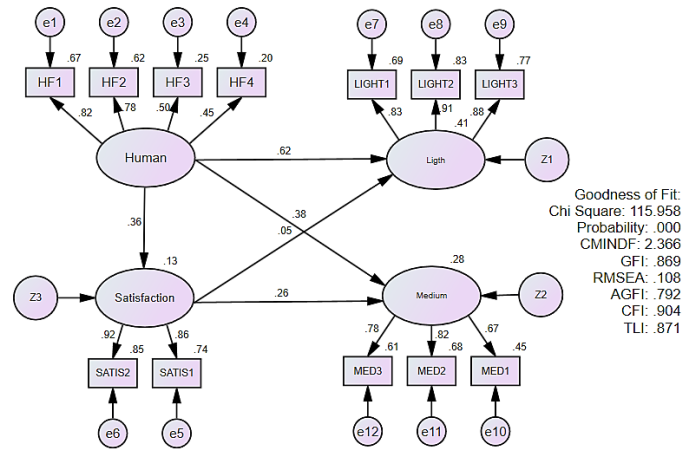 e1 e2 e3 e4 e7 e8 e9
.67 .62 .25 .20 .69 .83 .77
HF1 HF2 HF3 HF4 LIGHT1 LIGHT2 LIGHT3
.82 .78 .50 .45 .83 .91 .88
.41
Human .62 Ligth Z1
.36 .38
.05
.13 .28
Z3 Satisfaction .26 Medium Z2
.92 .85 .86 .74 .78 .61 .82 .68 .67 .45
SATIS2 SATIS1 MED3 MED2 MED1
e6 e5 e12 e11 e10
Goodness of Fit:
Chi Square: 115.958
Probability: .000
CMINDF: 2.366
GFI: .869
RMSEA: .108
AGFI: .792
CFI: .904
TLI: .871